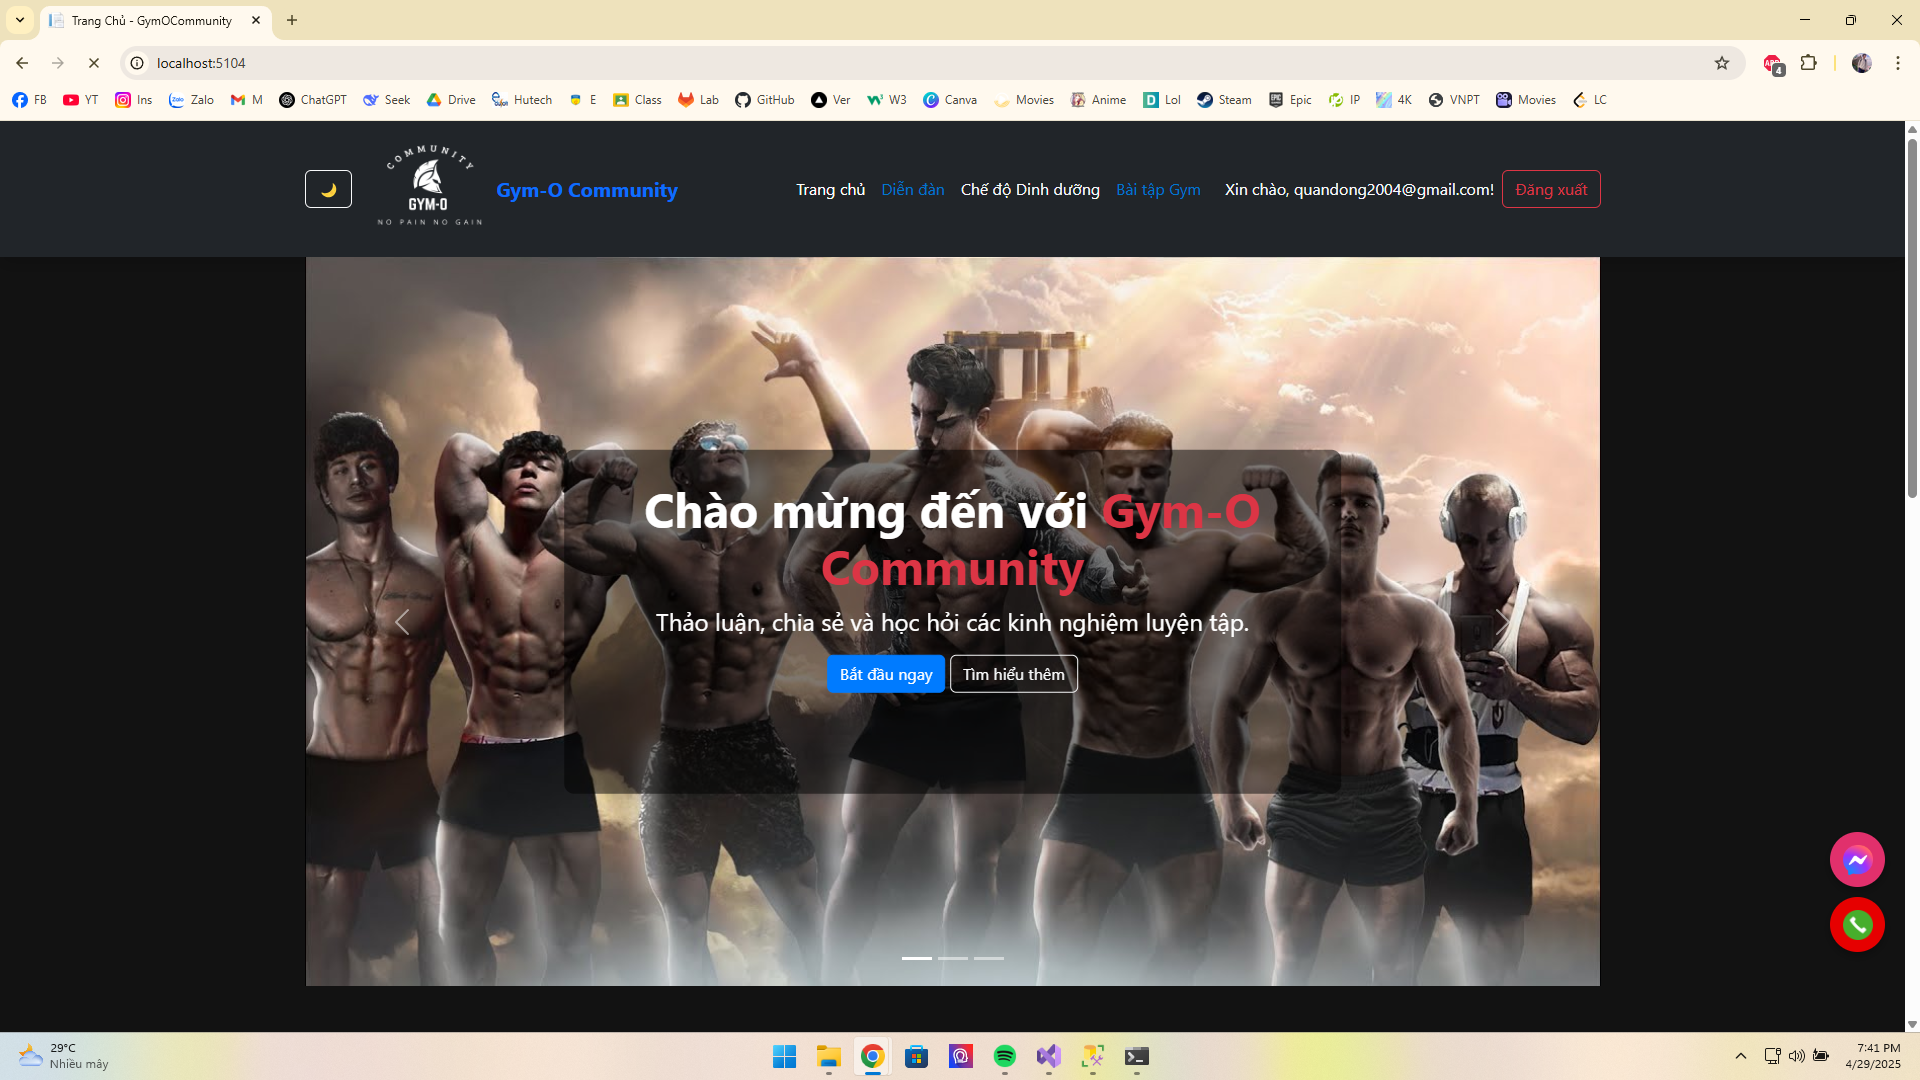 Trang Chủ - GymOCommunity
localhost:5104
4
FB YT Ins Zalo M ChatGPT Seek Drive Hutech E Class Lab GitHub Ver W3 Canva Movies Anime Lol Steam Epic IP 4K VNPT Movies LC
COMMUNITY
GYM-O
NO PAIN NO GAIN
Gym-O Community
Trang chủ Diễn đàn Chế độ Dinh dưỡng Bài tập Gym Xin chào, quandong2004@gmail.com! Đăng xuất
Chào mừng đến với Gym-O
Community
Thảo luận, chia sẻ và học hỏi các kinh nghiệm luyện tập.
Bắt đầu ngay Tìm hiểu thêm
29°C
Nhiều mây
7:41 PM
4/29/2025